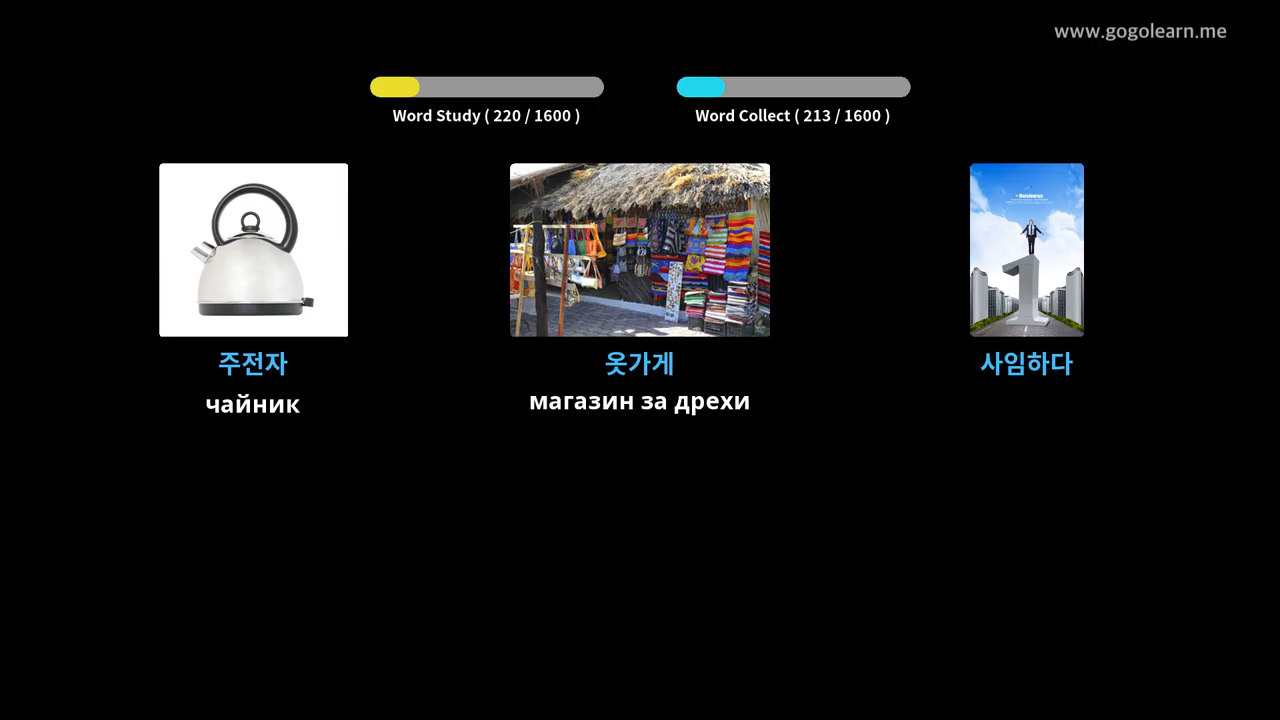 www.gogolearn.me
Word Study ( 220 / 1600 )
Word Collect ( 213 / 1600 )
Business
주전자
옷가게
사임하다
чайник
магазин за дрехи